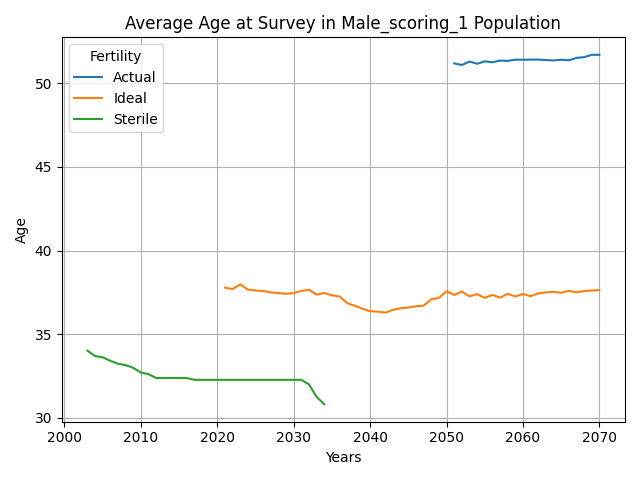 Average Age at Survey in Male_scoring_1 Population
Fertility
Actual
Ideal
Sterile
Age
50
45
40
35
30
2000 2010 2020 2030 2040 2050 2060 2070
Years